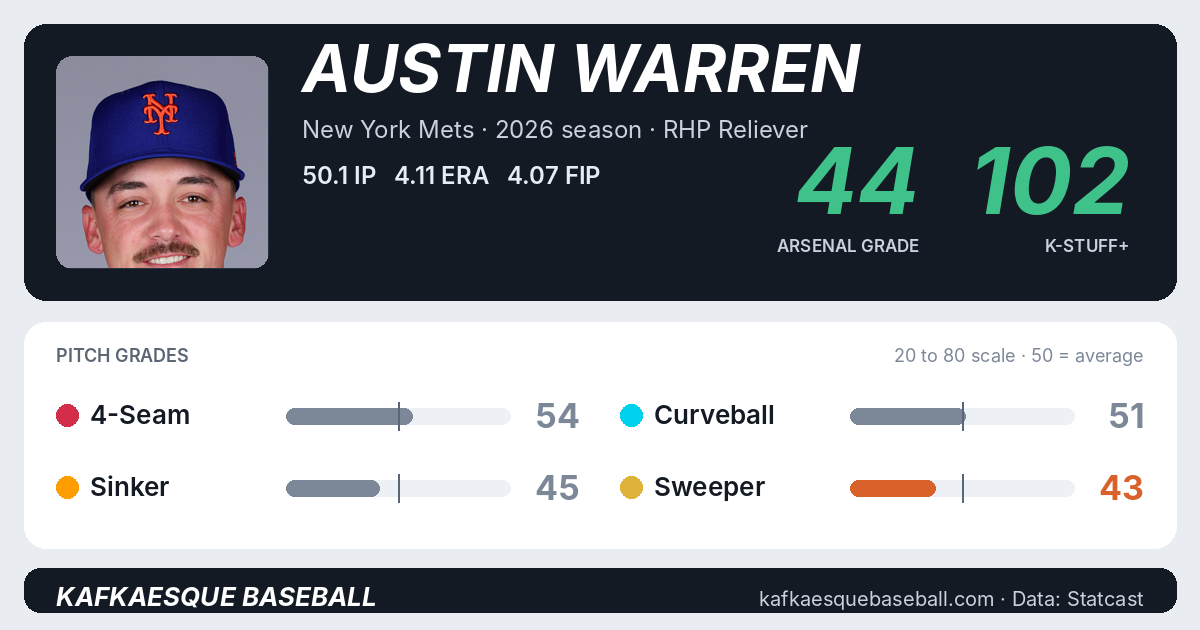 AUSTIN WARREN
New York Mets · 2026 season · RHP Reliever
50.1 IP 4.11 ERA 4.07 FIP
44 102
ARSENAL GRADE K-STUFF+
NY
PITCH GRADES 20 to 80 scale · 50 = average
4-Seam 54 Curveball 51
Sinker 45 Sweeper 43
KAFKAESQUE BASEBALL kafkaesquebaseball.com · Data: Statcast